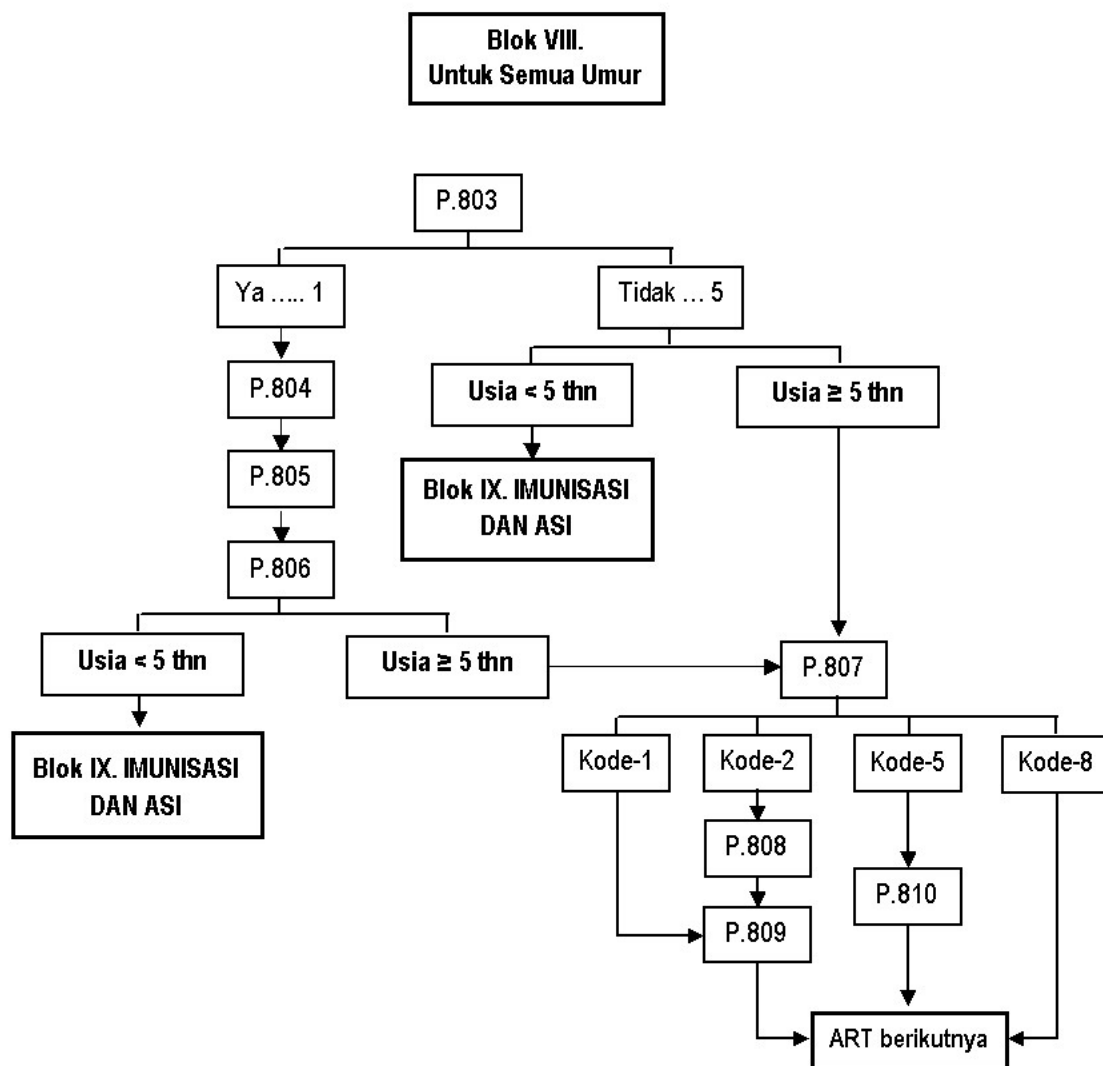 Blok VIII.
Untuk Semua Umur
P.803
Ya ..... 1
Tidak ... 5
P.804
Usia < 5 thn
Usia ≥ 5 thn
P.805
Blok IX. IMUNISASI
DAN ASI
P.806
Usia < 5 thn
Usia ≥ 5 thn
P.807
Blok IX. IMUNISASI
DAN ASI
Kode-1
Kode-2
Kode-5
Kode-8
P.808
P.810
P.809
ART berikutnya